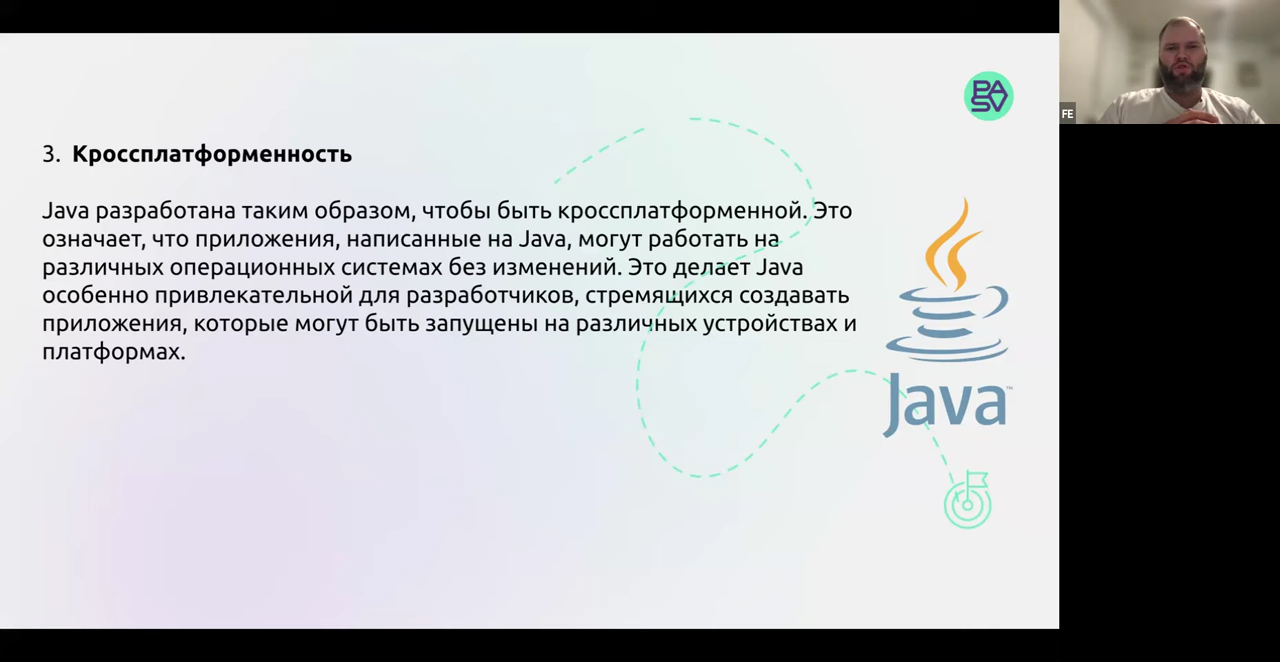 PASV
FE
3. Кроссплатформенность
Java разработана таким образом, чтобы быть кроссплатформенной. Это
означает, что приложения, написанные на Java, могут работать на
различных операционных системах без изменений. Это делает Java
особенно привлекательной для разработчиков, стремящихся создавать
приложения, которые могут быть запущены на различных устройствах и
платформах.
Java™